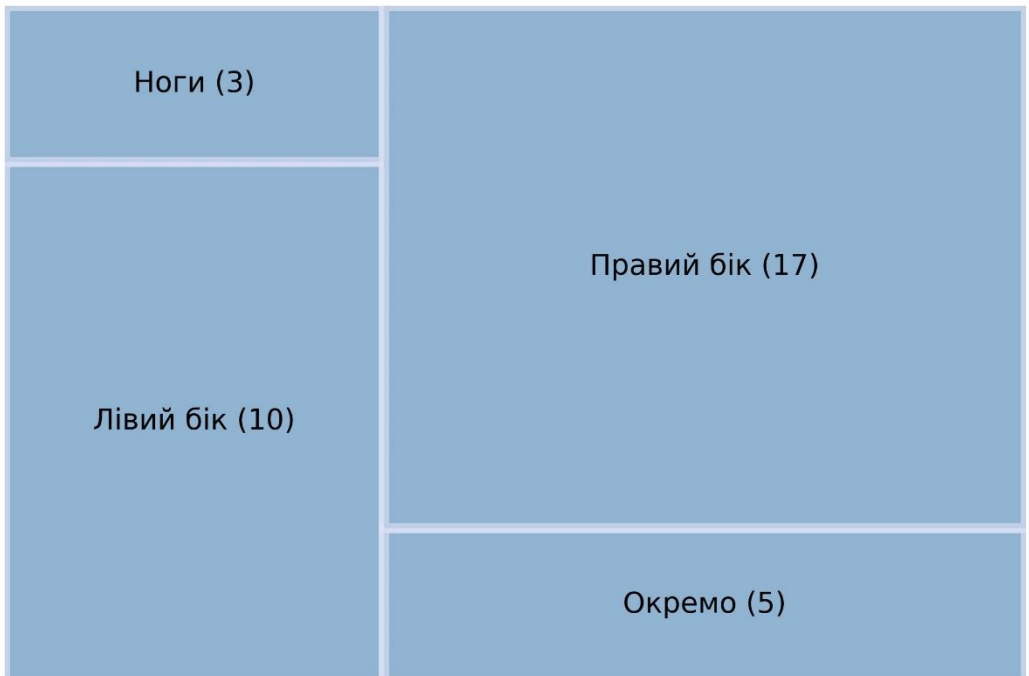 Ноги (3)
Правий бік (17)
Лівий бік (10)
Окремо (5)